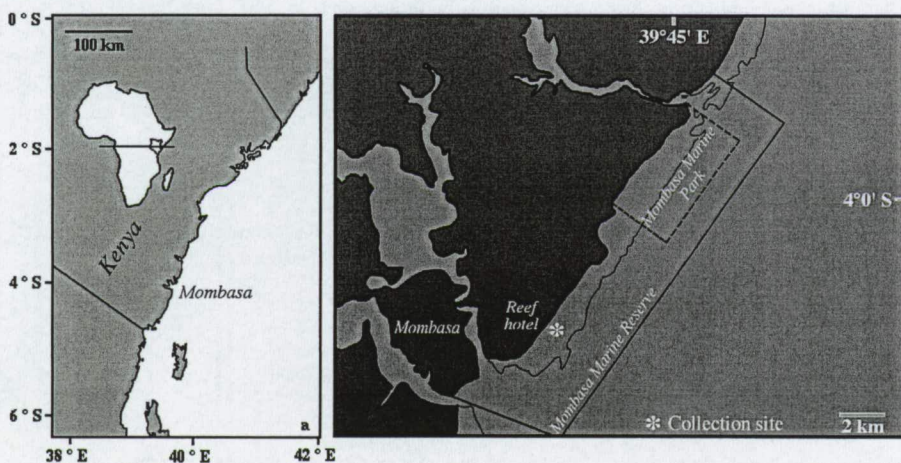 0° S
100 km
2° S
Kenya
4° S
Mombasa
6° S
a
38° E
40° E
42° E
39°45' E
Mombasa Marine
Park
4°0' S
Reef
hotel
Mombasa
Mombasa Marine Reserve
Collection site
2 km